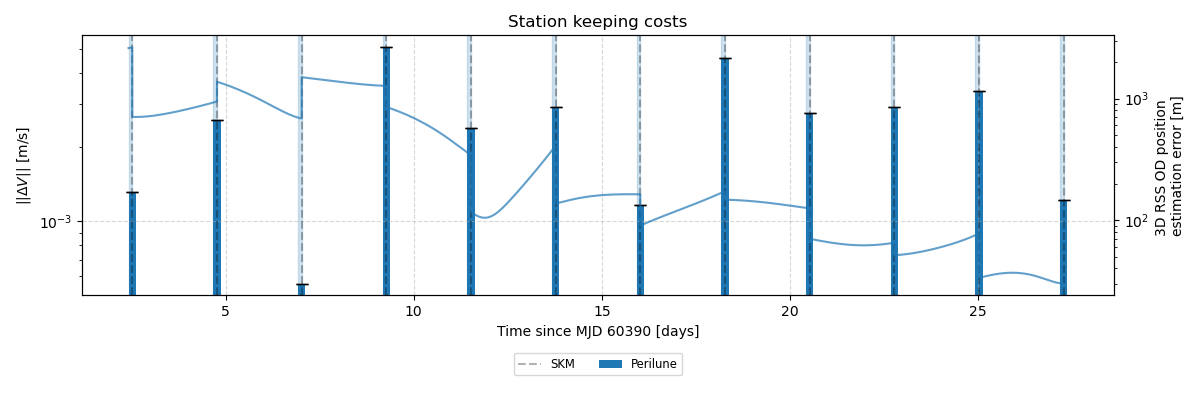 Station keeping costs
||ΔV|| [m/s]
10⁻³
10³
10²
3D RSS OD position
estimation error [m]
5
10
15
20
25
Time since MJD 60390 [days]
SKM
Perilune